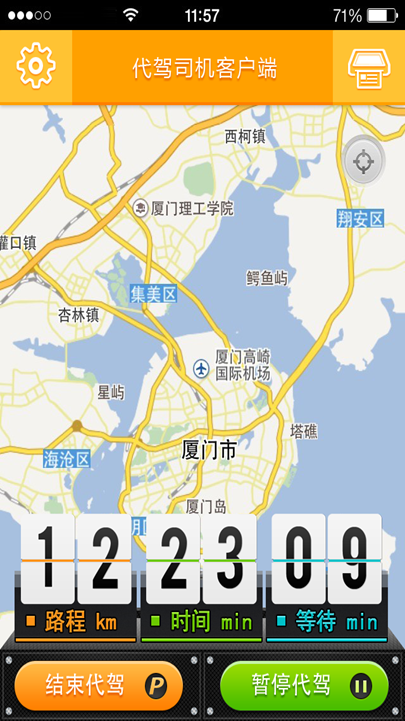 11:57
71%
代驾司机客户端
西柯镇
厦门理工学院
翔安区
灌口镇
鳄鱼屿
集美区
杏林镇
厦门高崎
国际机场
星屿
塔礁
厦门市
海沧区
厦门岛
12 23 09
路程 km 时间 min 等待 min
结束代驾 P 暂停代驾